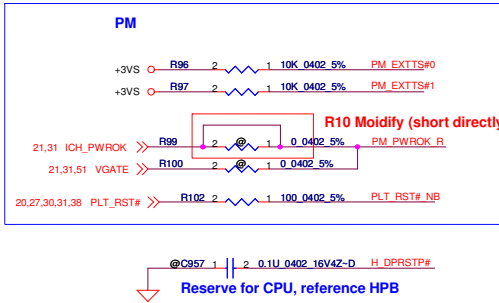 PM
+3VS R96 2 1 10K_0402_5% PM_EXTTS#0
+3VS R97 2 1 10K_0402_5% PM_EXTTS#1
R10 Moidify (short directly
21,31 ICH_PWROK R99 2 @ 1 0_0402_5% PM_PWROK_R
21,31,51 VGATE R100 2 @ 1 0_0402_5%
20,27,30,31,38 PLT_RST# R102 2 1 100_0402_5% PLT_RST#_NB
@C957 1 2 0.1U_0402_16V4Z~D H_DPRSTP#
Reserve for CPU, reference HPB